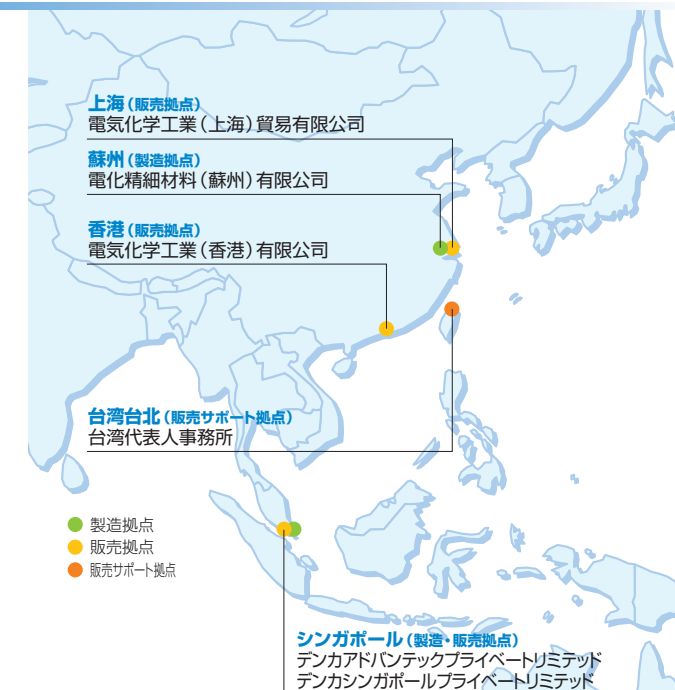 上海（販売拠点）
電気化学工業（上海）貿易有限公司
蘇州（製造拠点）
電化精細材料（蘇州）有限公司
香港（販売拠点）
電気化学工業（香港）有限公司
台湾台北（販売サポート拠点）
台湾代表人事務所
製造拠点
販売拠点
販売サポート拠点
シンガポール（製造・販売拠点）
デンカアドバンテックプライベートリミテッド
デンカシンガポールプライベートリミテッド